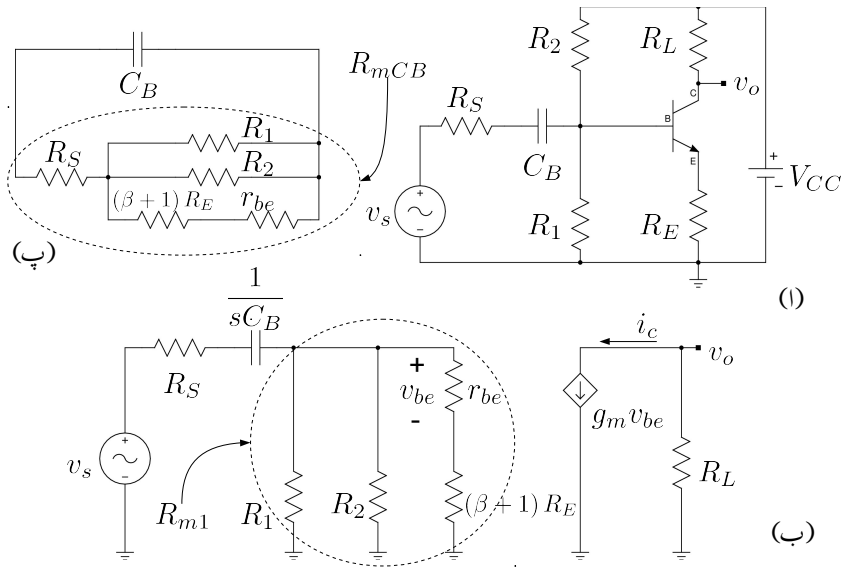 C_B
R_S
R_1
R_2
(β + 1) R_E
r_be
R_mCB
(پ)
R_2
R_L
C
v_o
R_S
B
C_B
E
+
-
V_CC
v_s
+
-
R_1
R_E
(ا)
1
sC_B
R_S
+
v_be
-
r_be
v_s
+
-
R_m1
R_1
R_2
(β + 1) R_E
i_c
v_o
g_m v_be
R_L
(ب)